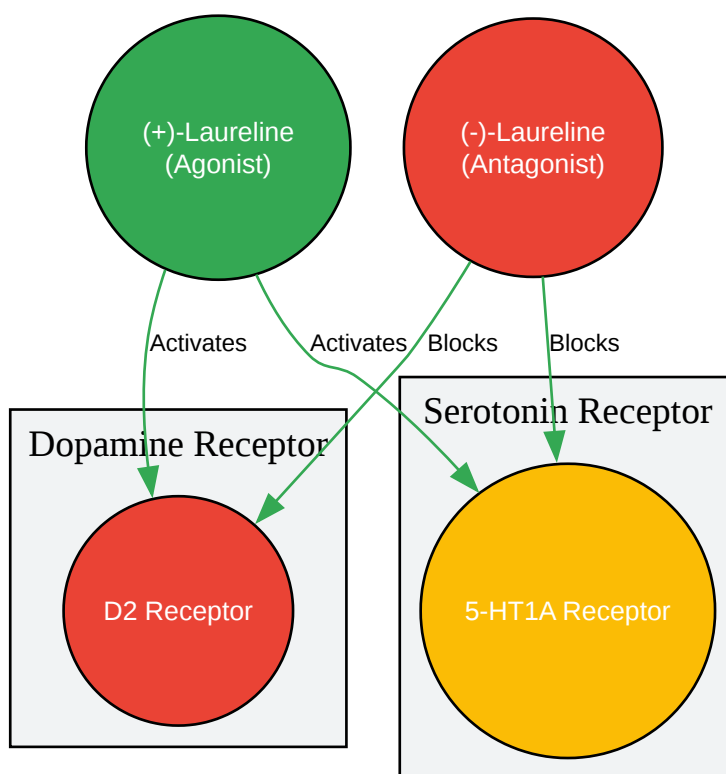 (+)-Laureline
(Agonist)
(-)-Laureline
(Antagonist)
Activates
Activates
Blocks
Blocks
Dopamine Receptor
Serotonin Receptor
D2 Receptor
5-HT1A Receptor